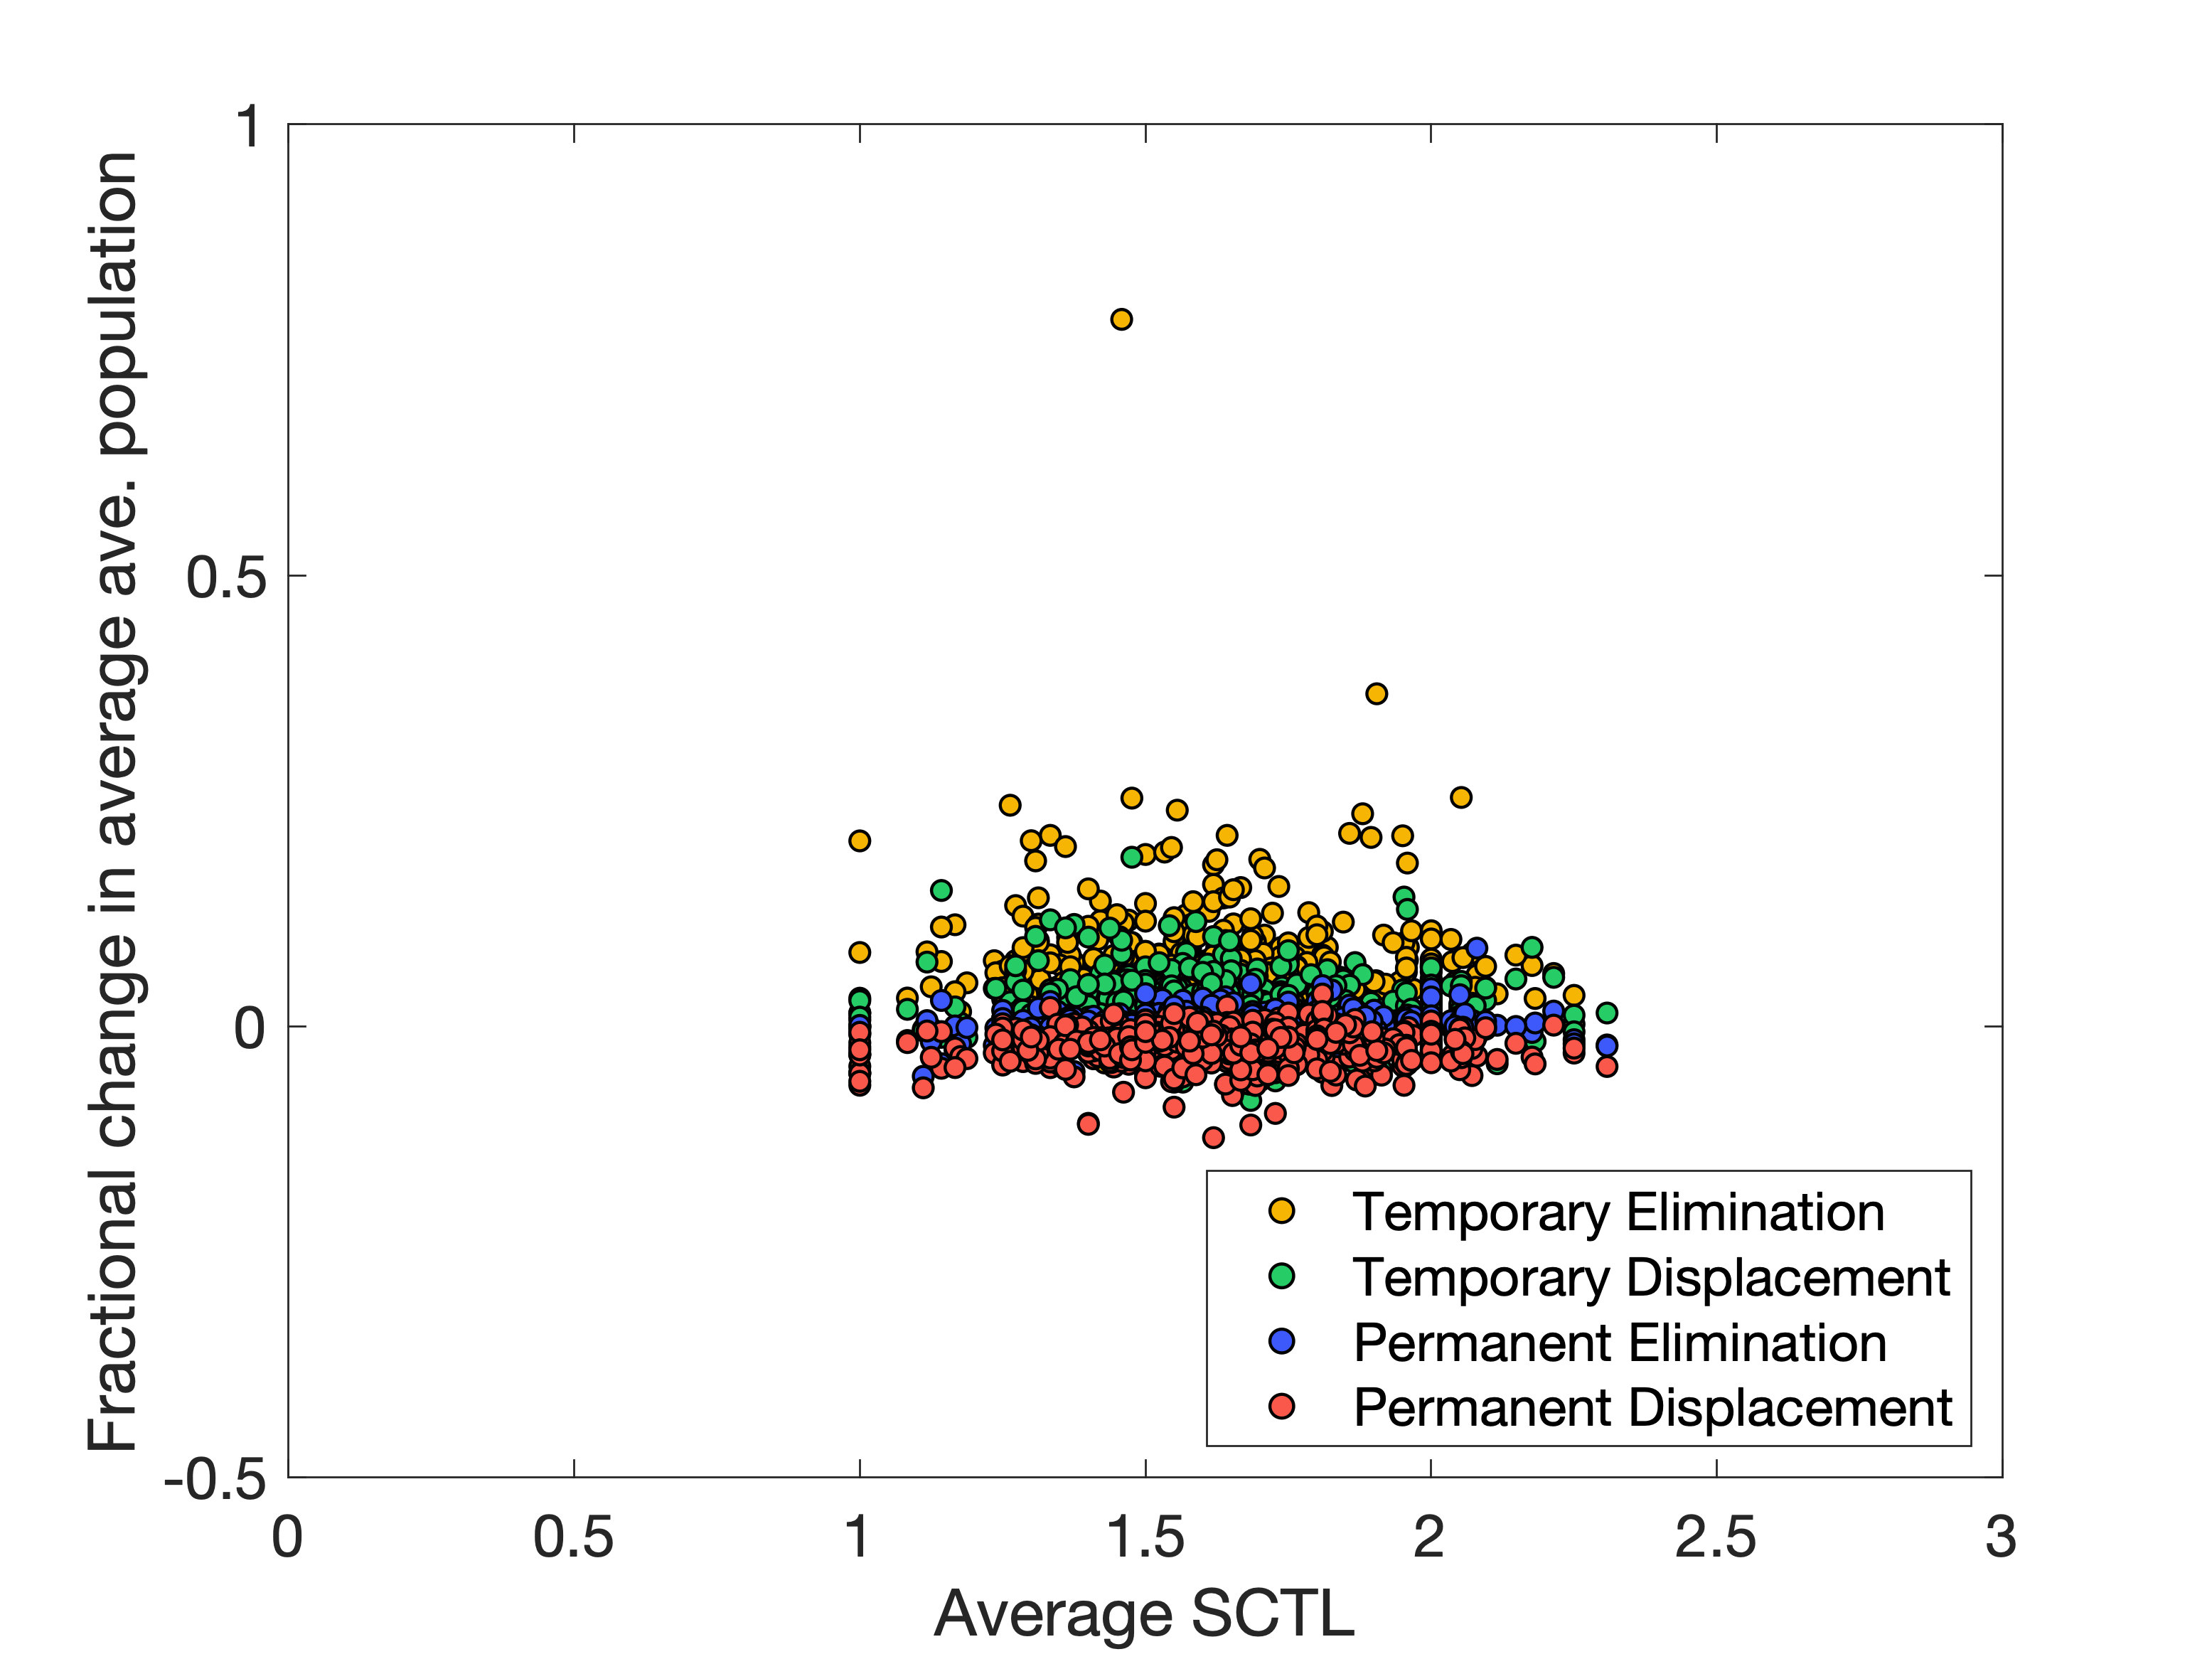 Fractional change in average ave. population
1
0.5
0
-0.5
0
0.5
1
1.5
2
2.5
3
Average SCTL
Temporary Elimination
Temporary Displacement
Permanent Elimination
Permanent Displacement